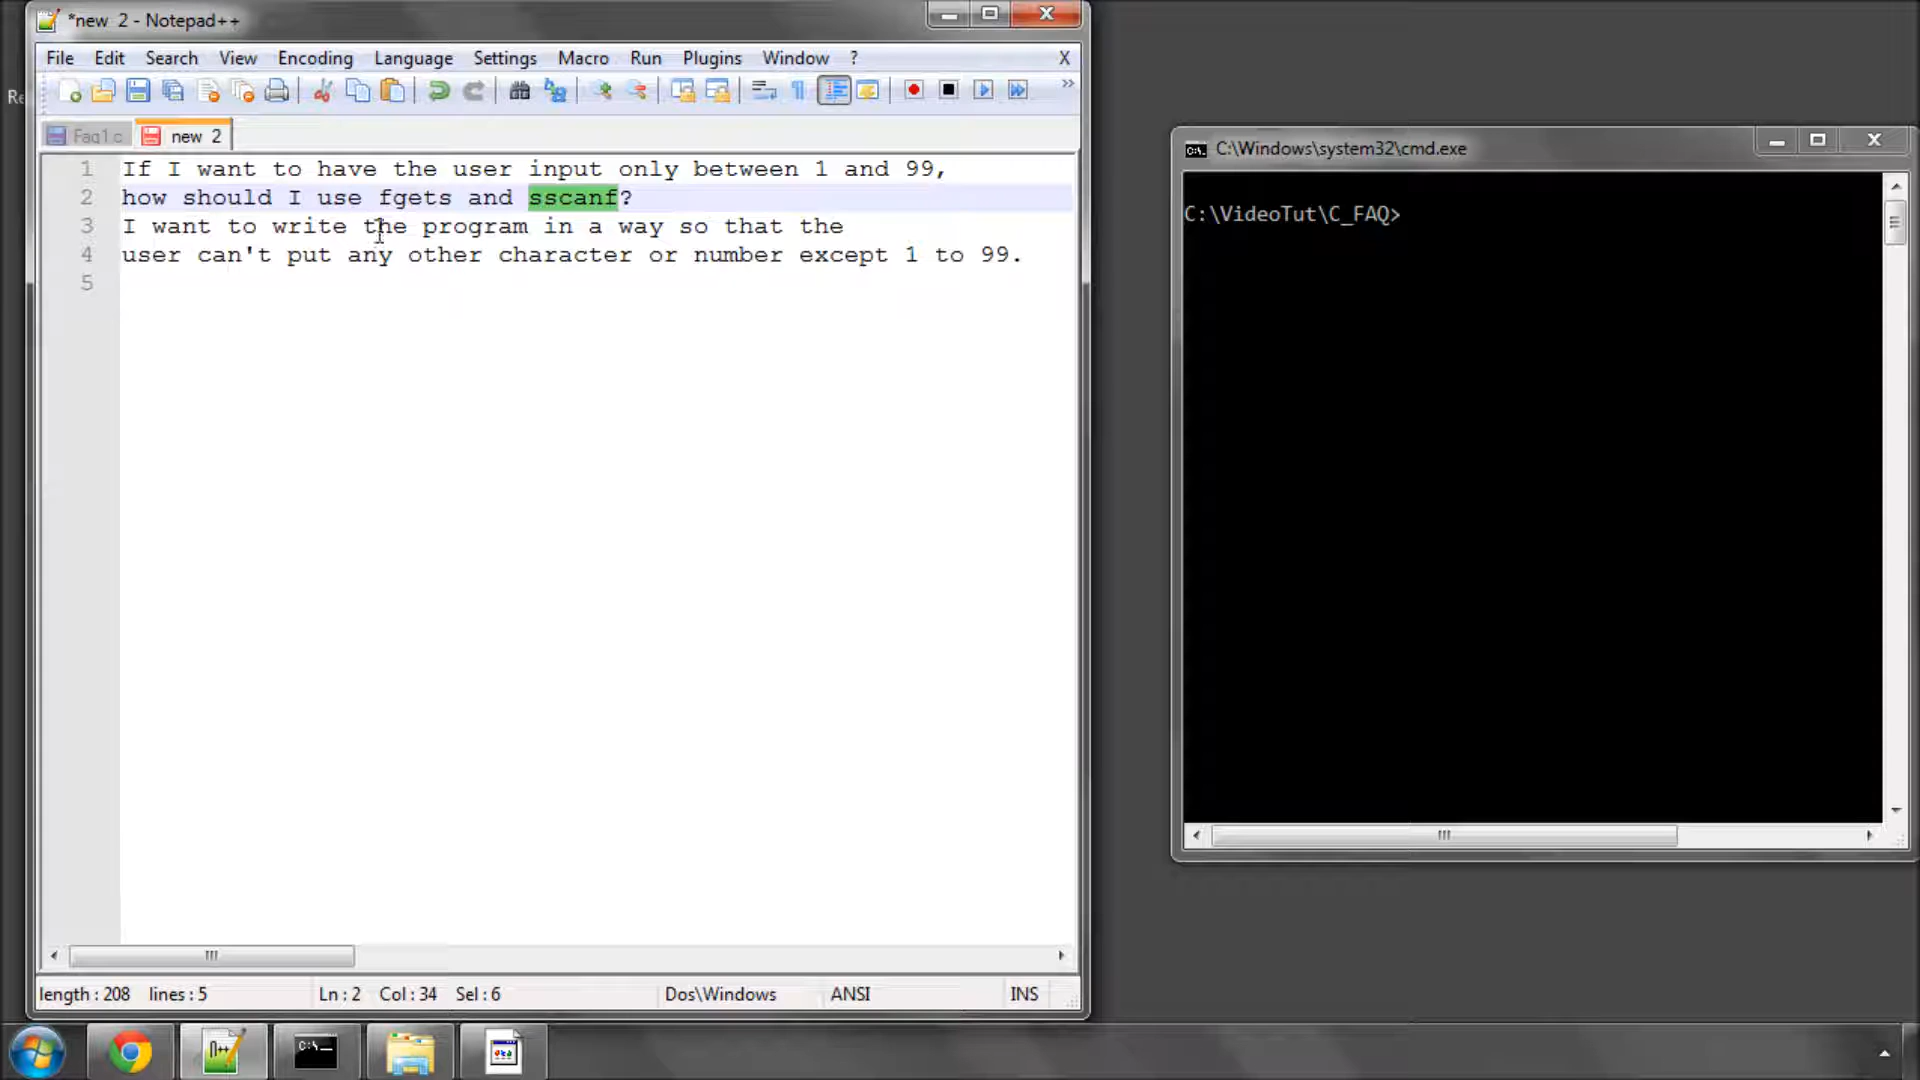 *new  2 - Notepad++
File Edit Search View Encoding Language Settings Macro Run Plugins Window ? X
Re
»
Faq1.c new 2
1 If I want to have the user input only between 1 and 99,
2 how should I use fgets and sscanf?
3 I want to write the program in a way so that the
4 user can't put any other character or number except 1 to 99.
5
length : 208 lines : 5 Ln : 2 Col : 34 Sel : 6 Dos\Windows ANSI INS
C:\Windows\system32\cmd.exe
C:\VideoTut\C_FAQ>